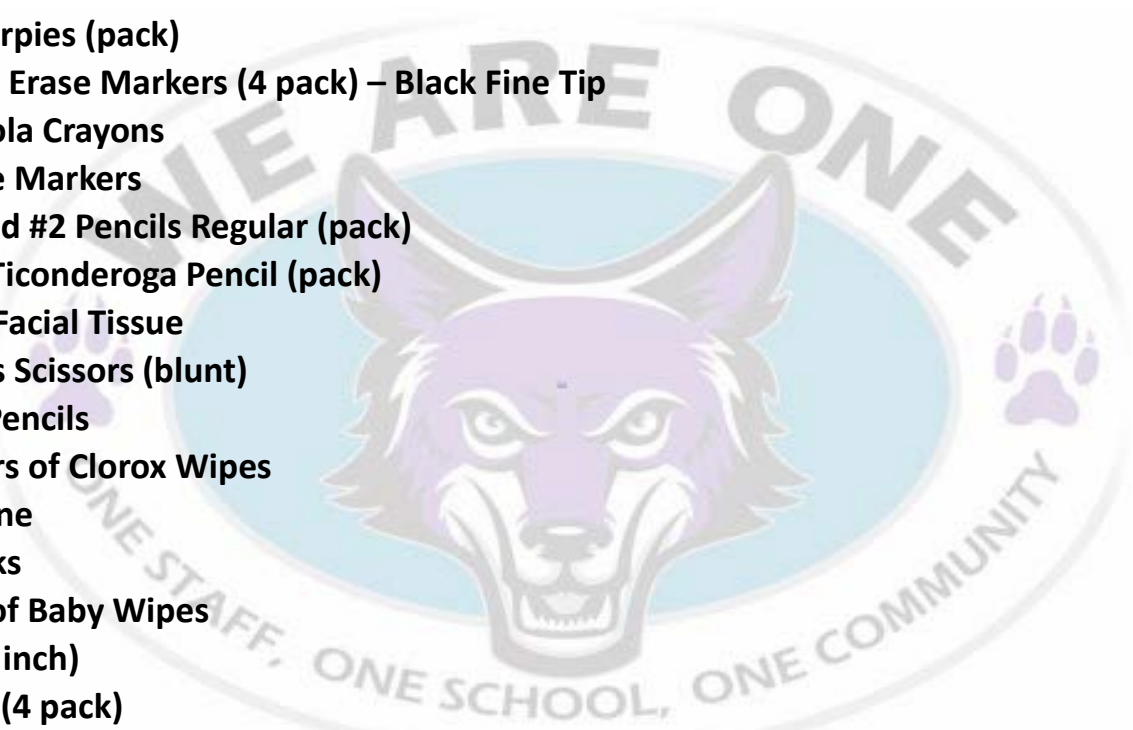 rpies (pack)
Erase Markers (4 pack) – Black Fine Tip
ola Crayons
e Markers
d #2 Pencils Regular (pack)
Ticonderoga Pencil (pack)
Facial Tissue
s Scissors (blunt)
Pencils
rs of Clorox Wipes
ne
ks
of Baby Wipes
inch)
(4 pack)
WE ARE ONE
ONE STAFF, ONE SCHOOL, ONE COMMUNITY